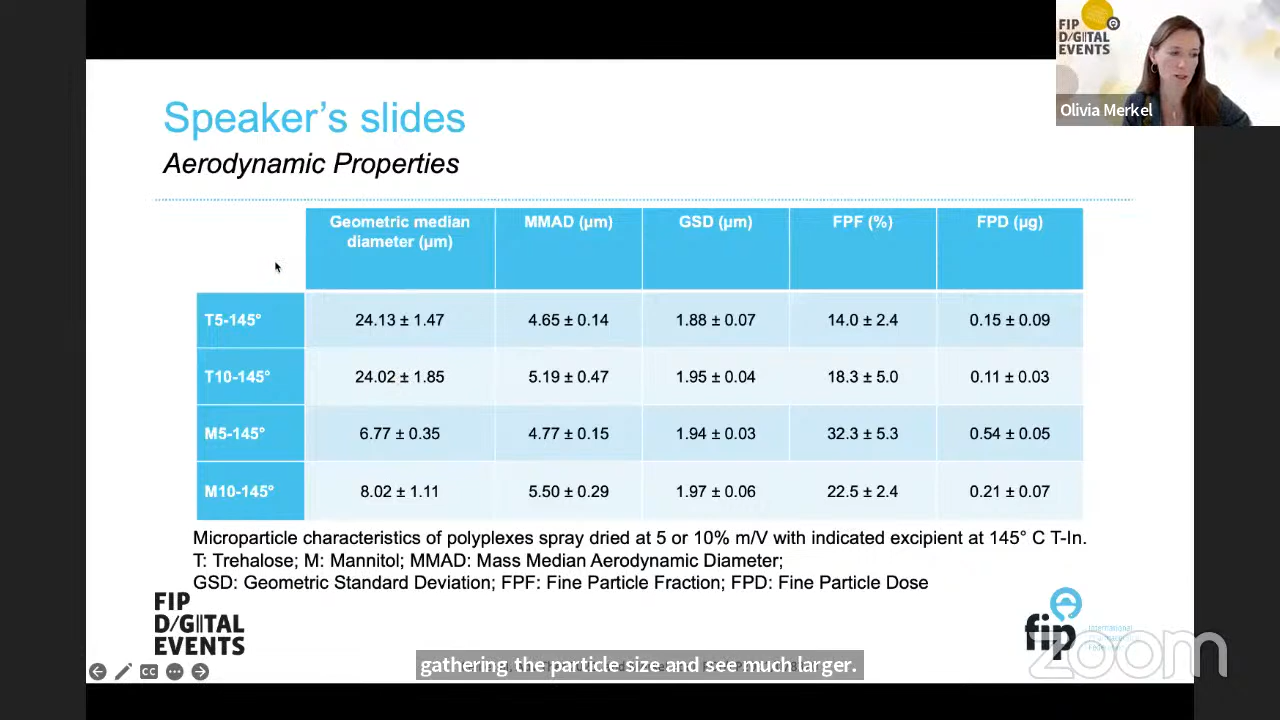 FIP
D/GITAL
EVENTS
Olivia Merkel
Speaker's slides
Aerodynamic Properties
Geometric median diameter (µm) MMAD (µm) GSD (µm) FPF (%) FPD (µg)
T5-145° 24.13 ± 1.47 4.65 ± 0.14 1.88 ± 0.07 14.0 ± 2.4 0.15 ± 0.09
T10-145° 24.02 ± 1.85 5.19 ± 0.47 1.95 ± 0.04 18.3 ± 5.0 0.11 ± 0.03
M5-145° 6.77 ± 0.35 4.77 ± 0.15 1.94 ± 0.03 32.3 ± 5.3 0.54 ± 0.05
M10-145° 8.02 ± 1.11 5.50 ± 0.29 1.97 ± 0.06 22.5 ± 2.4 0.21 ± 0.07
Microparticle characteristics of polyplexes spray dried at 5 or 10% m/V with indicated excipient at 145° C T-In.
T: Trehalose; M: Mannitol; MMAD: Mass Median Aerodynamic Diameter;
GSD: Geometric Standard Deviation; FPF: Fine Particle Fraction; FPD: Fine Particle Dose
FIP
D/GITAL
EVENTS
fip
zoom
CC
gathering the particle size and see much larger.